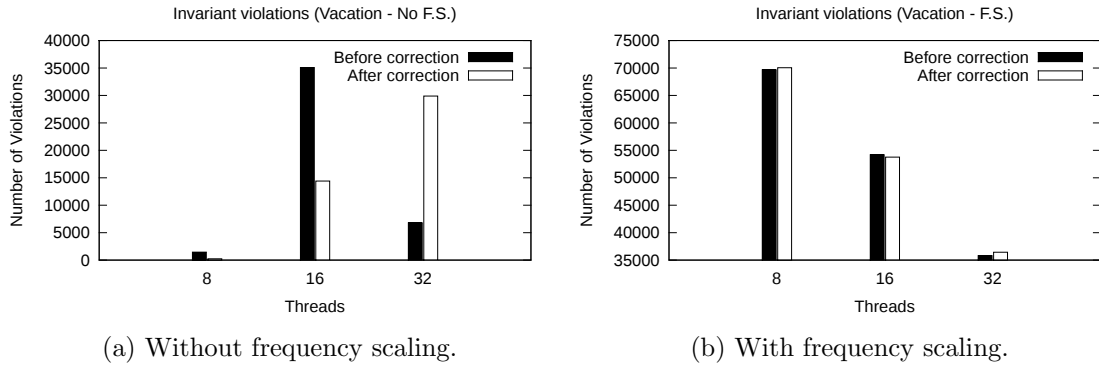 Invariant violations (Vacation - No F.S.)
Number of Violations
40000
35000
30000
25000
20000
15000
10000
5000
0
Before correction
After correction
8 16 32
Threads
(a) Without frequency scaling.
Invariant violations (Vacation - F.S.)
Number of Violations
75000
70000
65000
60000
55000
50000
45000
40000
35000
Before correction
After correction
8 16 32
Threads
(b) With frequency scaling.